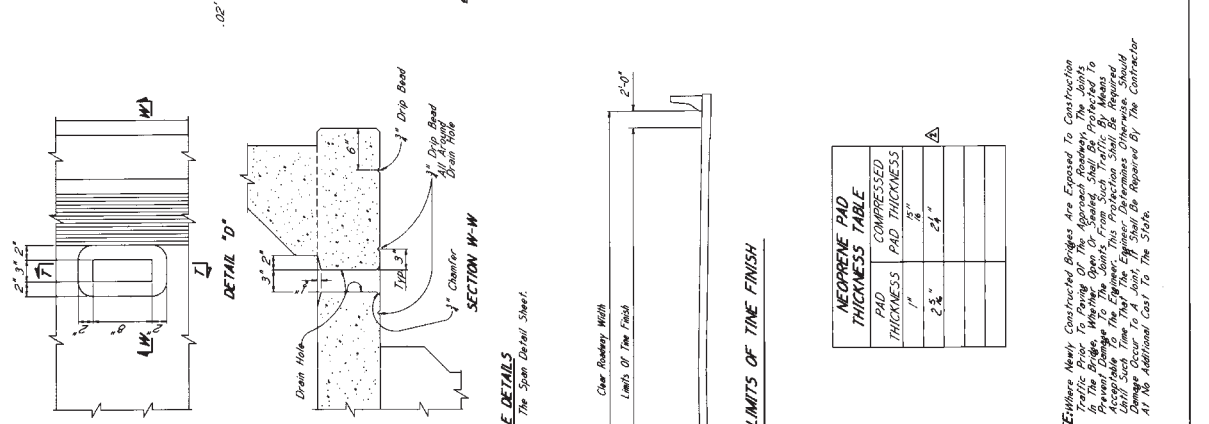 .02'
2" 3" 2"
T
W
2"
8"
2"
W
T
DETAIL "D"
Drain Hole
6"
3" 2"
1"
Typ. 3"
¾" Drip Bead
¾" Drip Bead
All Around
Drain Hole
¾" Chamfer
SECTION W-W
E DETAILS
The Span Detail Sheet.
2'-0"
Clear Roadway Width
Limits Of Tine Finish
LIMITS OF TINE FINISH
NEOPRENE PAD
THICKNESS TABLE
PAD
THICKNESS
COMPRESSED
PAD THICKNESS
1"
15/16"
2 5/16"
2¼"
2
E:Where Newly Constructed Bridges Are Exposed To Construction
Traffic Prior To Paving Of The Approach Roadway, The Joints
In The Bridge, Whether Open Or Sealed, Shall Be Protected To
Prevent Damage To The Joints From Such Traffic By Means
Acceptable To The Engineer. This Protection Shall Be Required
Until Such Time That The Engineer Determines Otherwise. Should
Damage Occur To A Joint, It Shall Be Repaired By The Contractor
At No Additional Cost To The State.